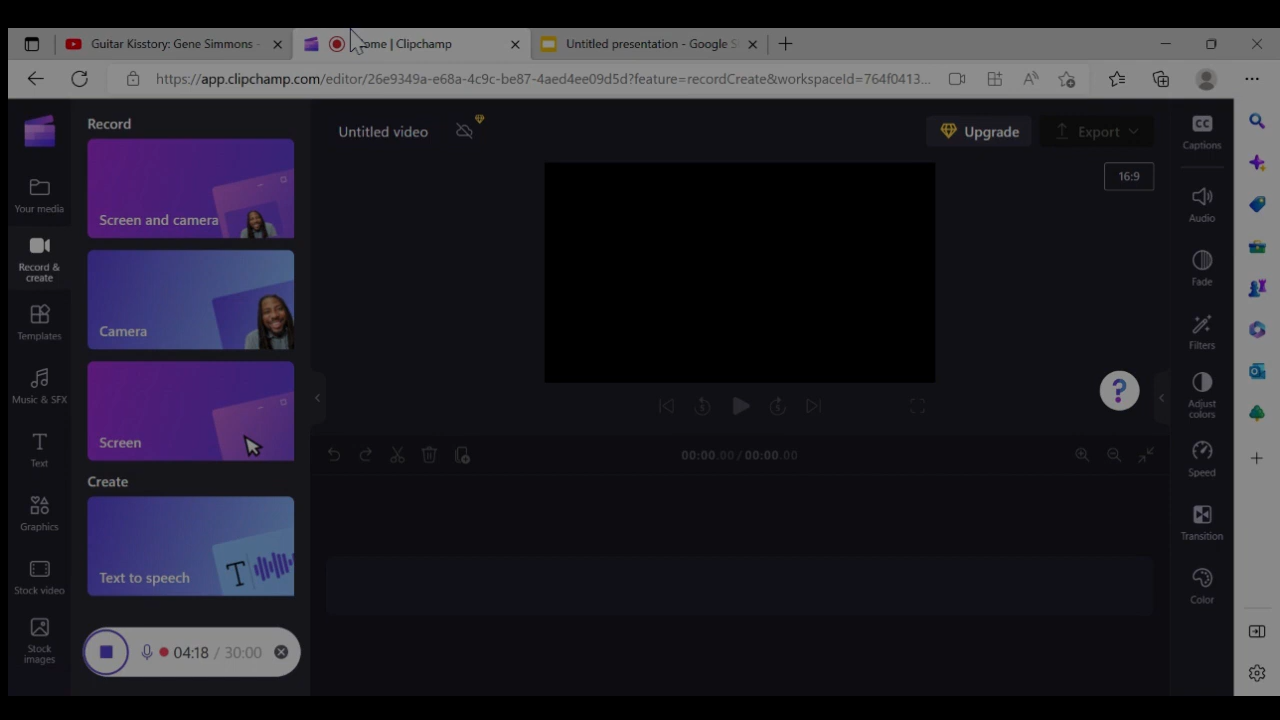 Guitar Kisstory: Gene Simmons -
ome | Clipchamp
Untitled presentation - Google S
https://app.clipchamp.com/editor/26e9349a-e68a-4c9c-be87-4aed4ee09d5d?feature=recordCreate&workspaceId=764f0413...
Record
Screen and camera
Camera
Screen
Create
Text to speech
T
04:18 / 30:00
Your media
Record &
create
Templates
Music & SFX
T
Text
Graphics
Stock video
Stock
images
Untitled video
Upgrade
Export
16:9
5
5
?
00:00.00 / 00:00.00
CC
Captions
Audio
Fade
Filters
Adjust
colors
Speed
Transition
Color